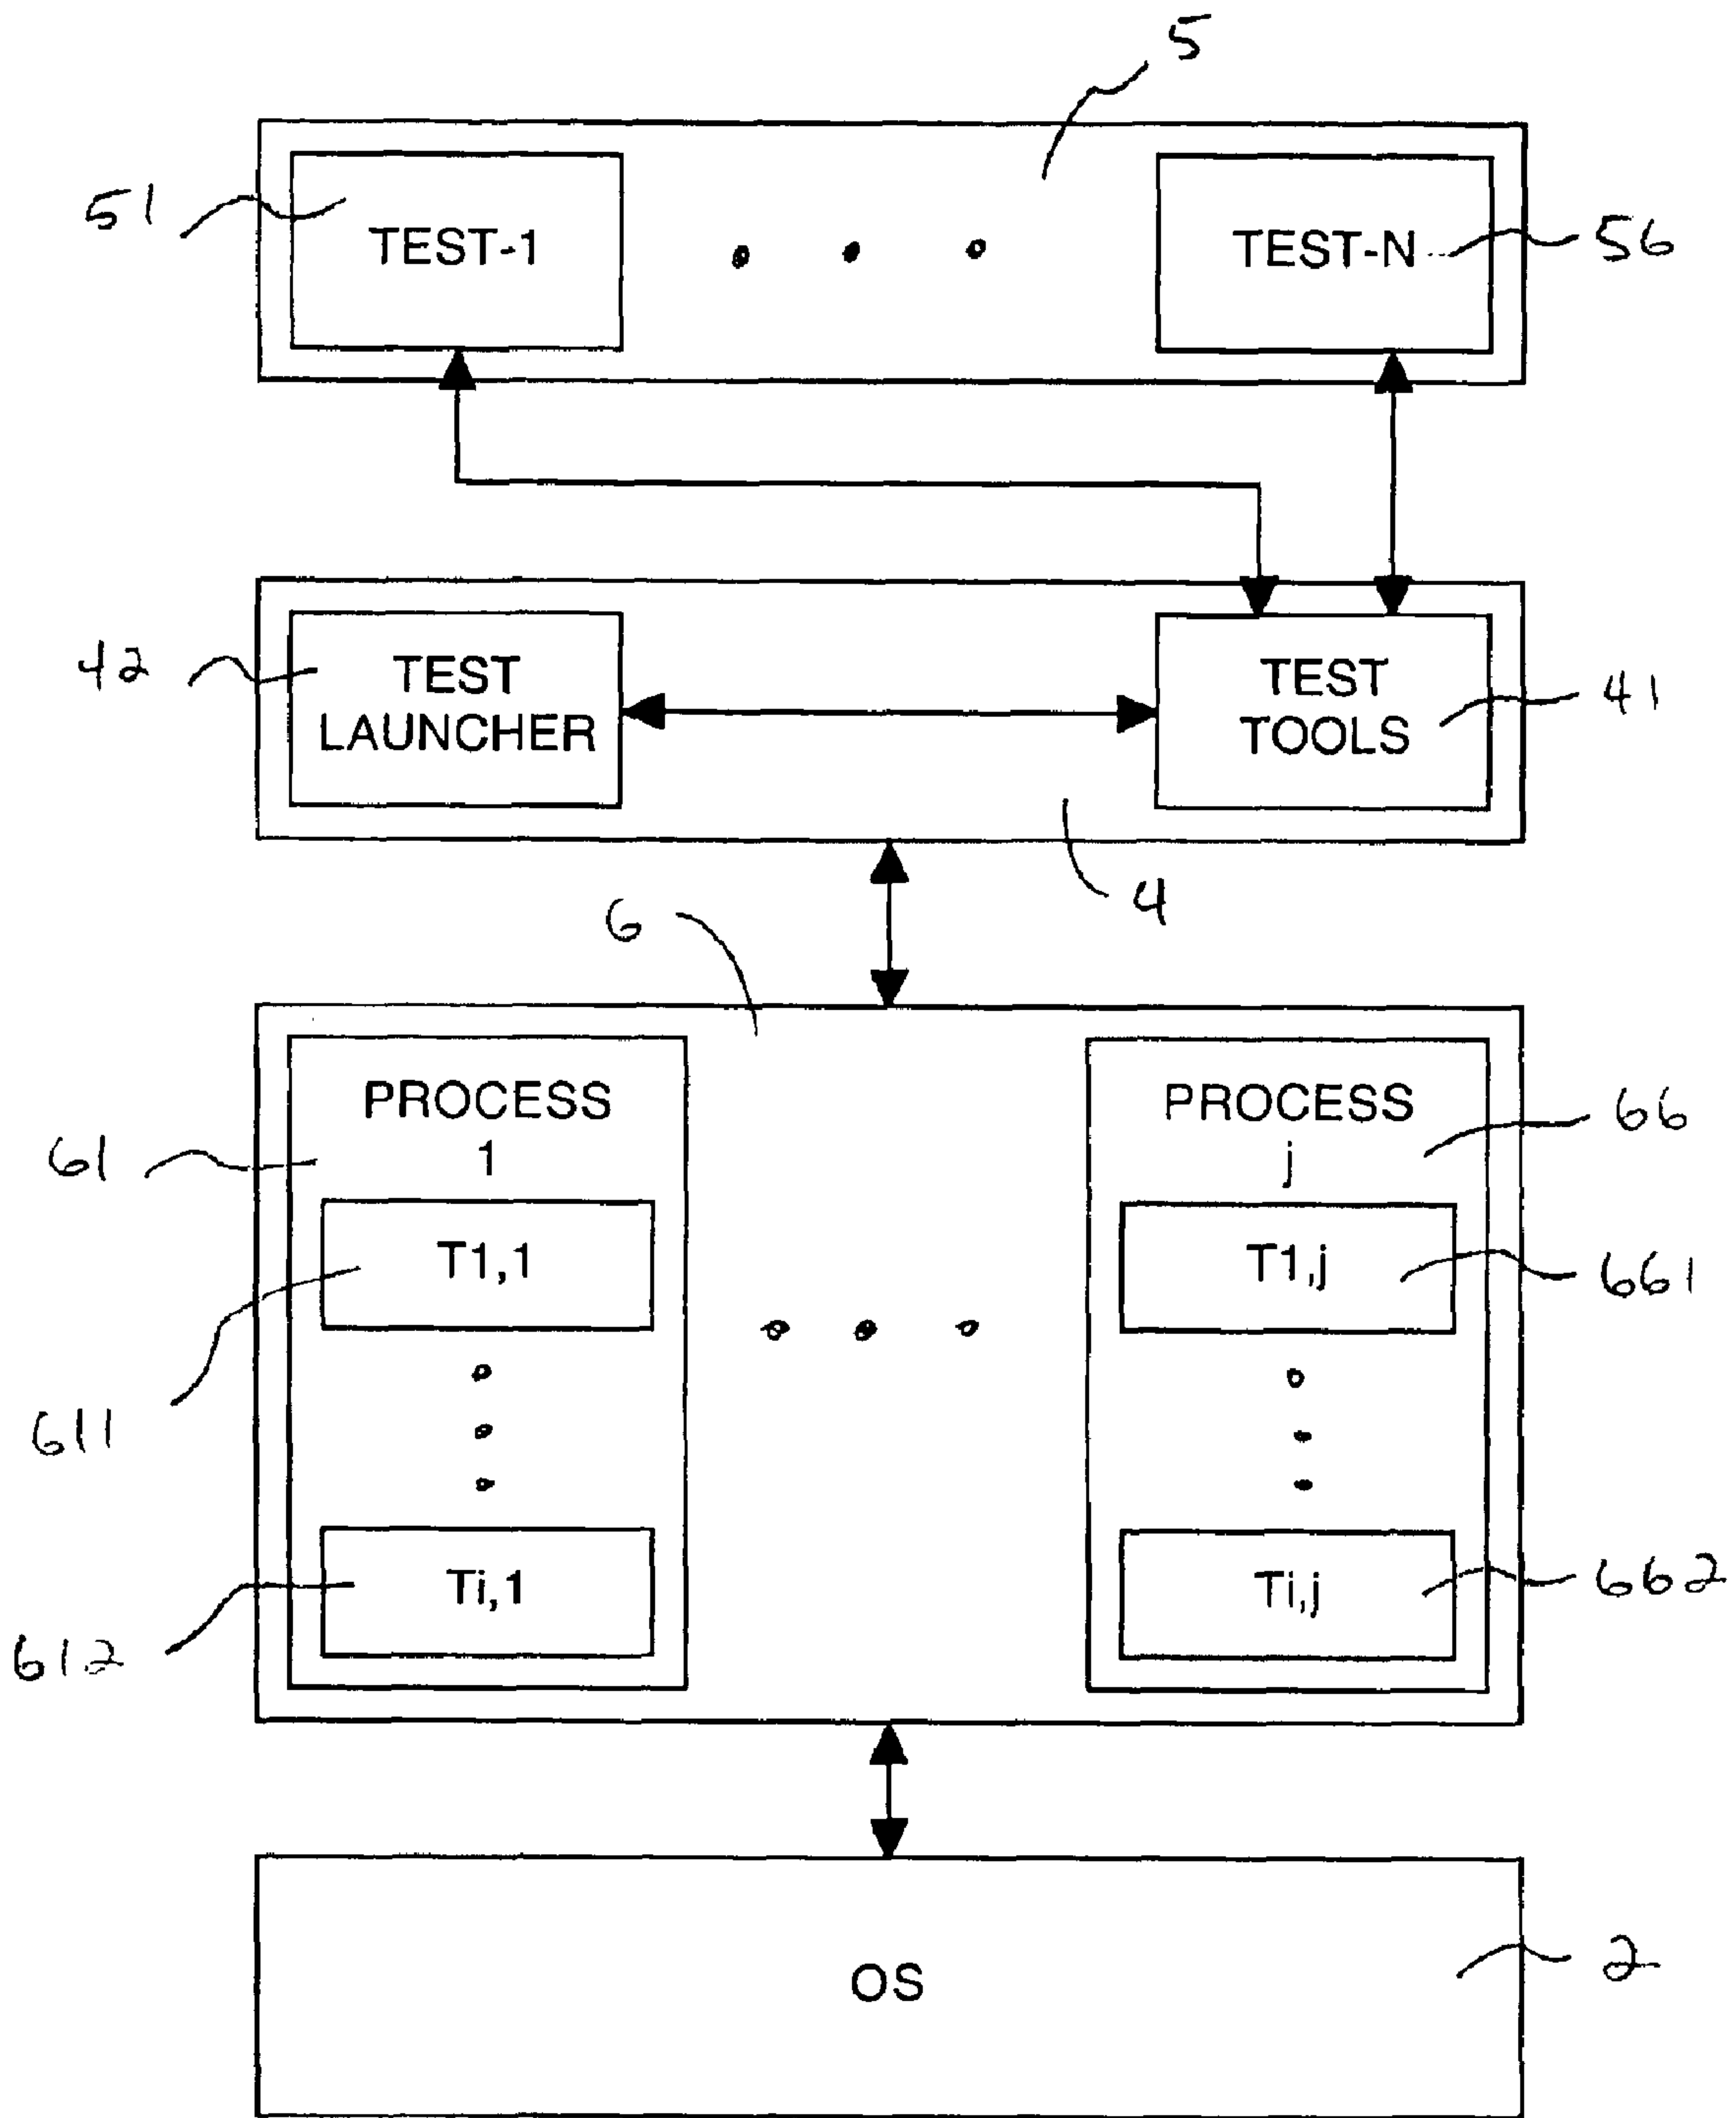 5
51
TEST-1
TEST-N
56
42
TEST
LAUNCHER
TEST
TOOLS
41
4
6
PROCESS
1
PROCESS
j
66
61
T1,1
T1,j
661
611
Ti,1
Ti,j
662
612
OS
2